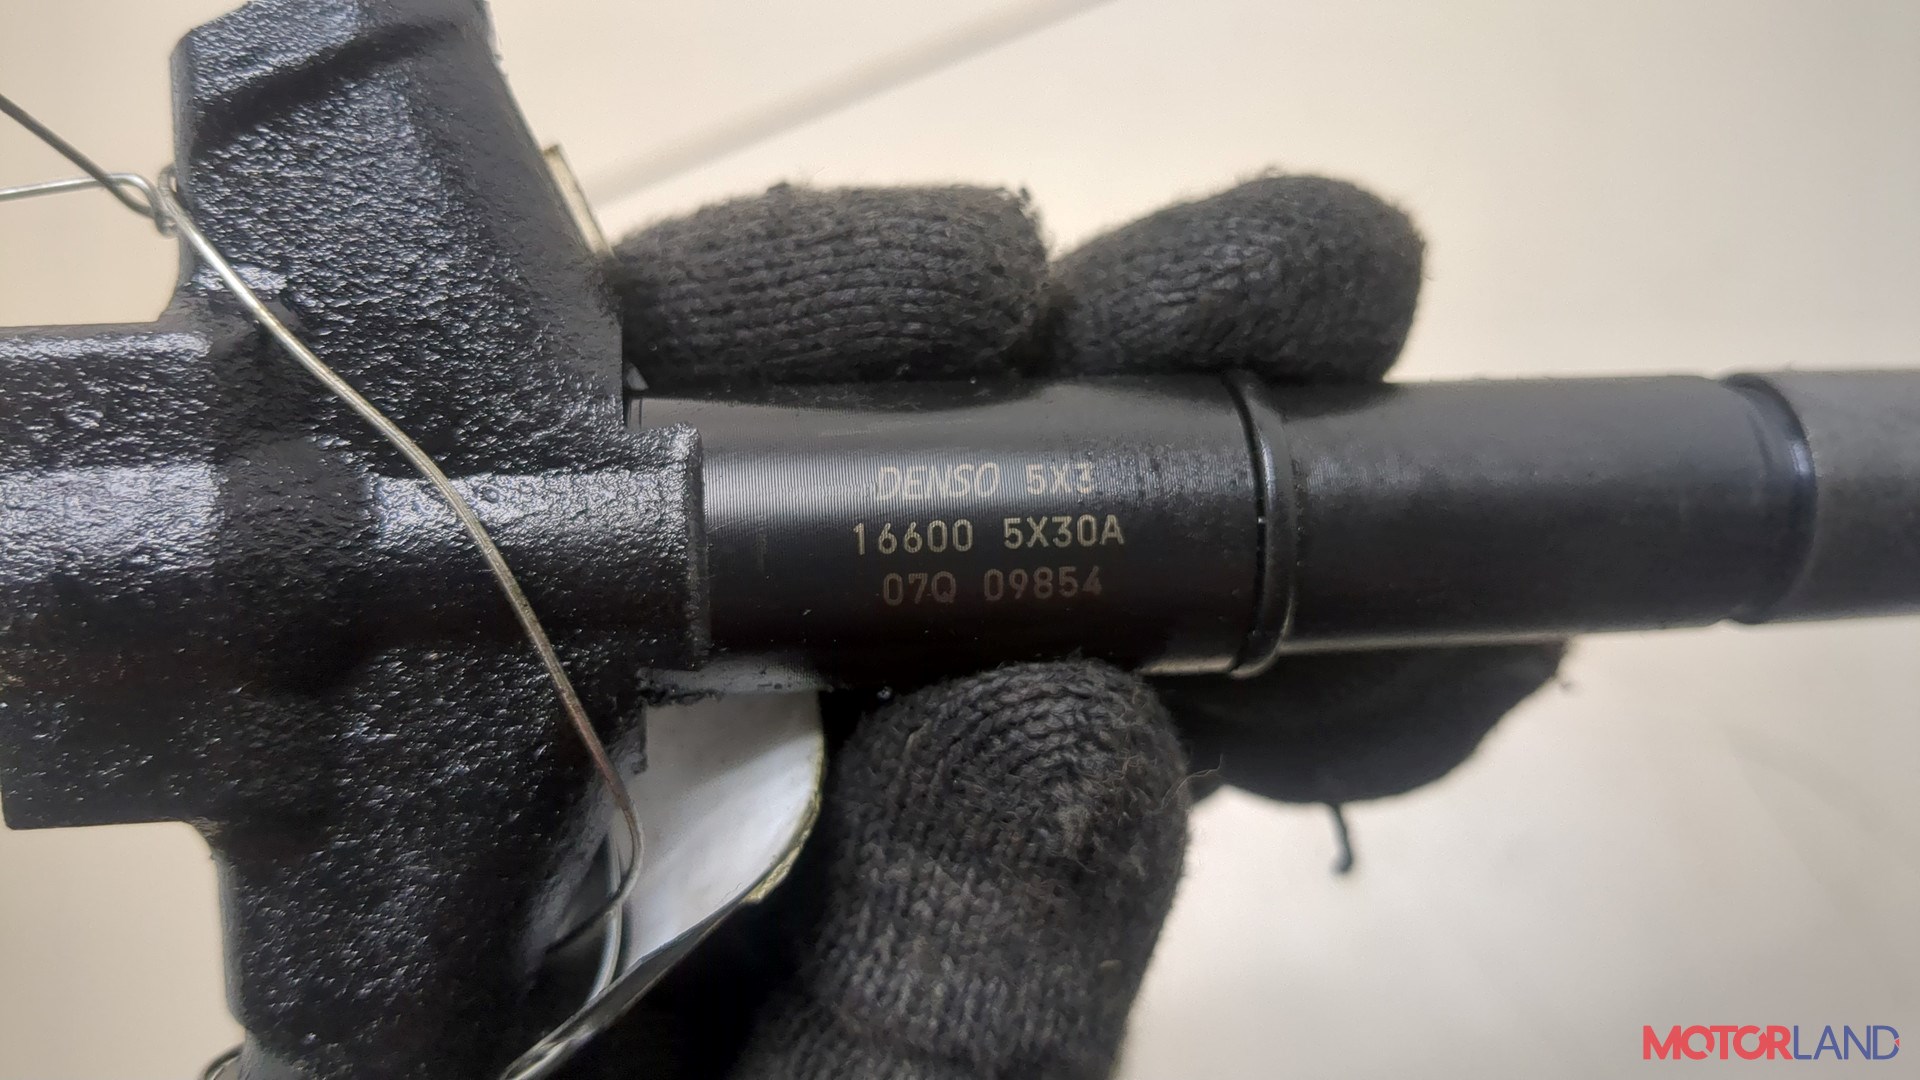 DENSO 5X3
16600 5X30A
07Q 09854
MOTORLAND